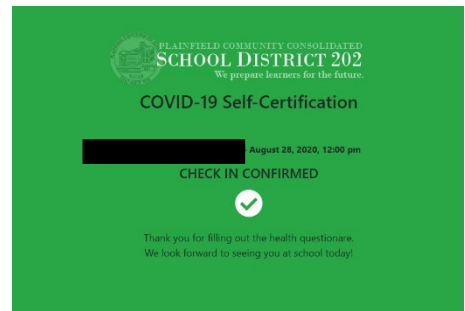 PLAINFIELD COMMUNITY CONSOLIDATED
SCHOOL DISTRICT 202
We prepare learners for the future.
COVID-19 Self-Certification
August 28, 2020, 12:00 pm
CHECK IN CONFIRMED
Thank you for filling out the health questionare.
We look forward to seeing you at school today!